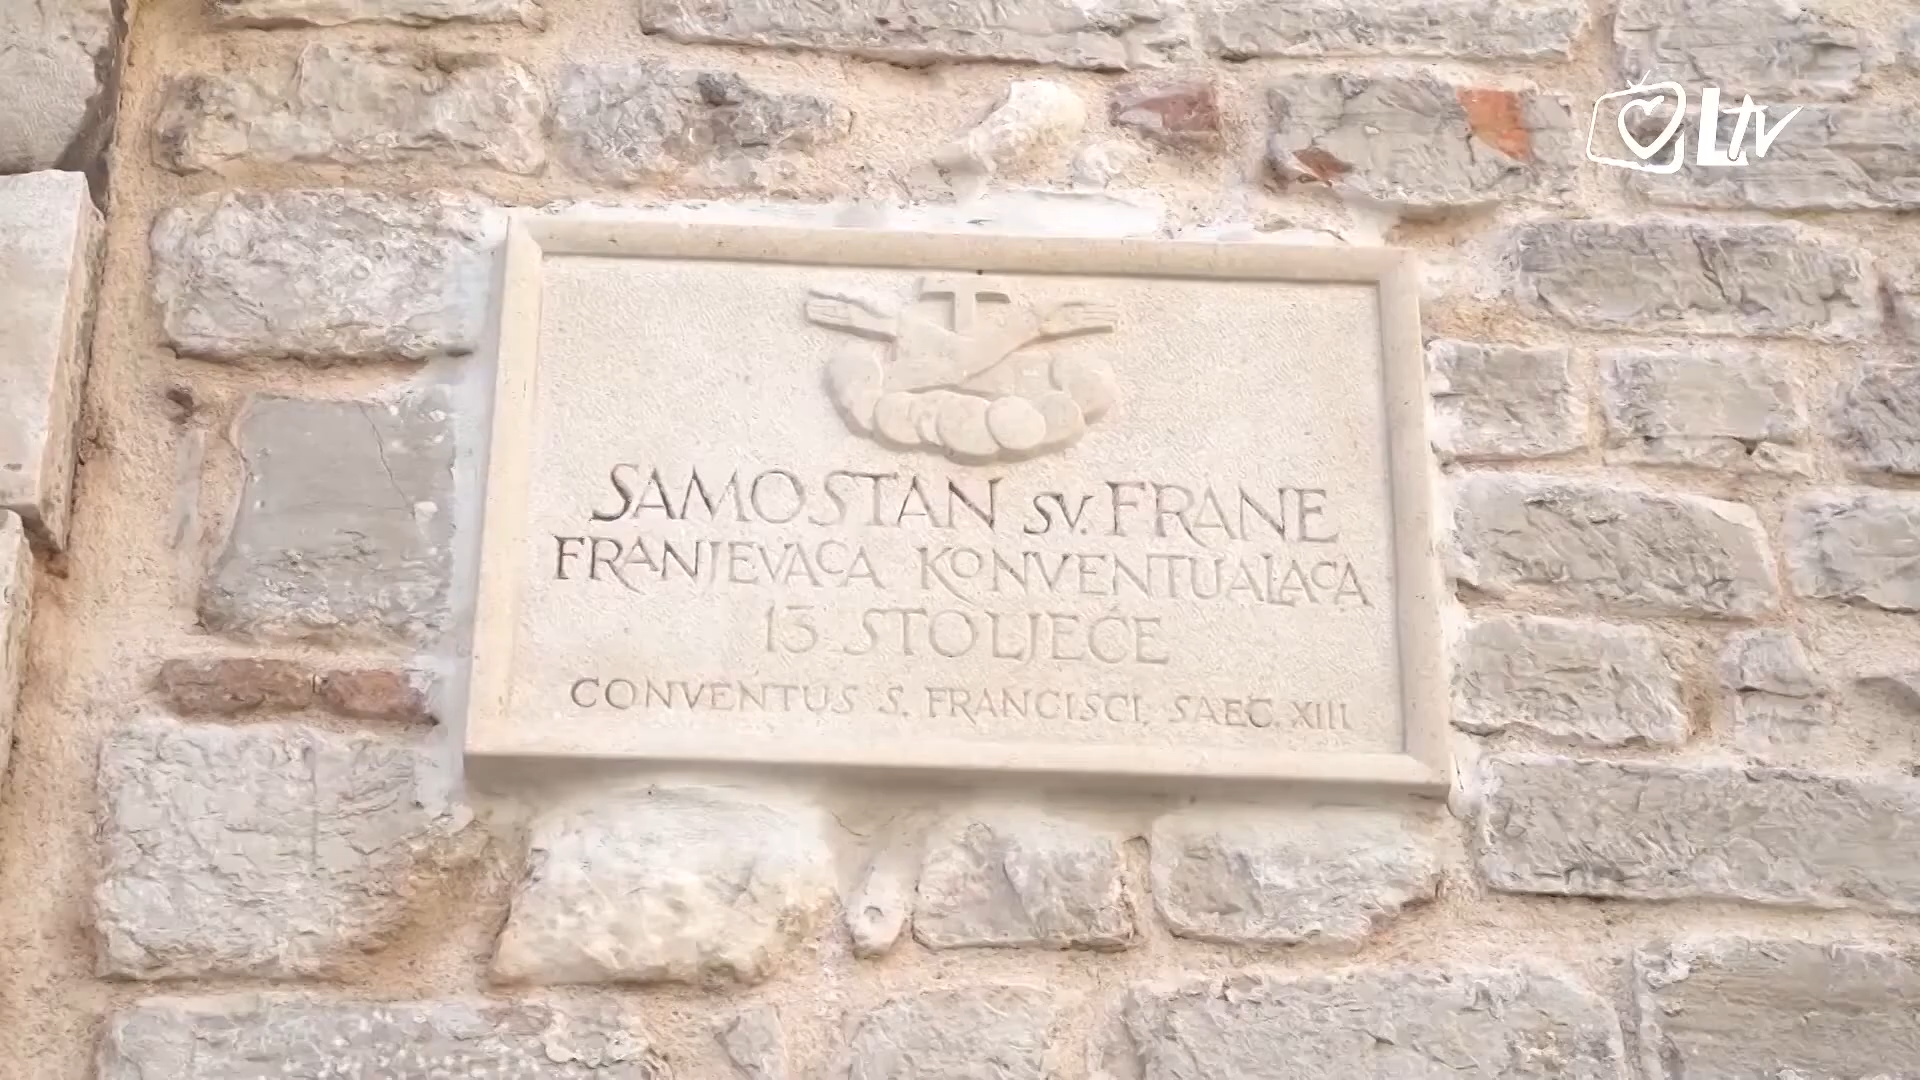 LTV
SAMOSTAN SV. FRANE
FRANJEVACA KONVENTUALACA
13 STOLJEĆE
CONVENTUS S. FRANCISCI, SAEC. XIII